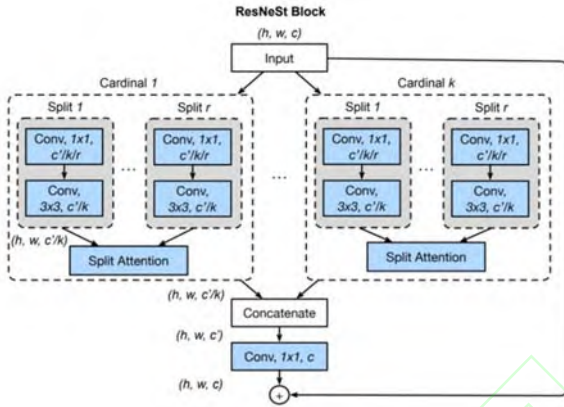 ResNeSt Block
(h, w, c)
Input
Cardinal 1
Cardinal k
Split 1
Split r
Split 1
Split r
Conv, 1x1,
c'/k/r
Conv, 1x1,
c'/k/r
Conv, 1x1,
c'/k/r
Conv, 1x1,
c'/k/r
...
...
...
Conv,
3x3, c'/k
Conv,
3x3, c'/k
Conv,
3x3, c'/k
Conv,
3x3, c'/k
(h, w, c'/k)
Split Attention
Split Attention
(h, w, c'/k)
Concatenate
(h, w, c')
Conv, 1x1, c
(h, w, c)
+